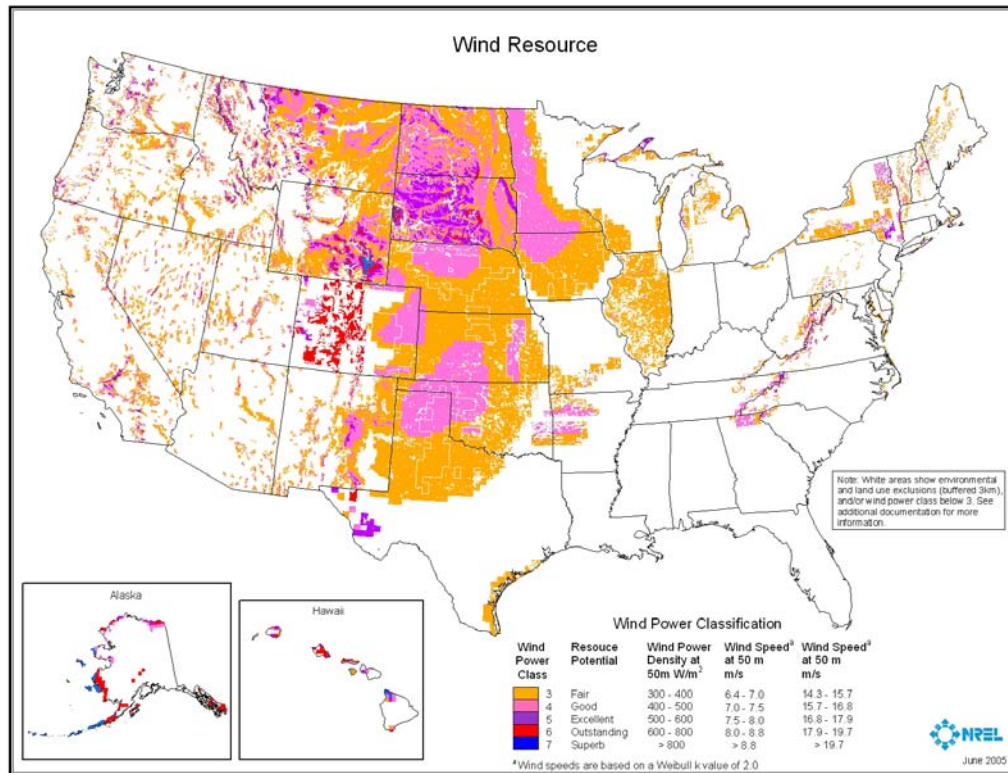 Wind Resource
Note: White areas show environmental
and land use exclusions (buffered 3km),
and/or wind power class below 3. See
additional documentation for more
information.
Alaska
Hawaii
Wind Power Classification
Wind Power Class Resouce Potential Wind Power Density at 50m W/m² Wind Speedᵃ at 50 m m/s Wind Speedᵃ at 50 m m/s
3 Fair 300 - 400 6.4 - 7.0 14.3 - 15.7
4 Good 400 - 500 7.0 - 7.5 15.7 - 16.8
5 Excellent 500 - 600 7.5 - 8.0 16.8 - 17.9
6 Outstanding 600 - 800 8.0 - 8.8 17.9 - 19.7
7 Superb > 800 > 8.8 > 19.7
ᵃ Wind speeds are based on a Weibull k value of 2.0
NREL
June 2005